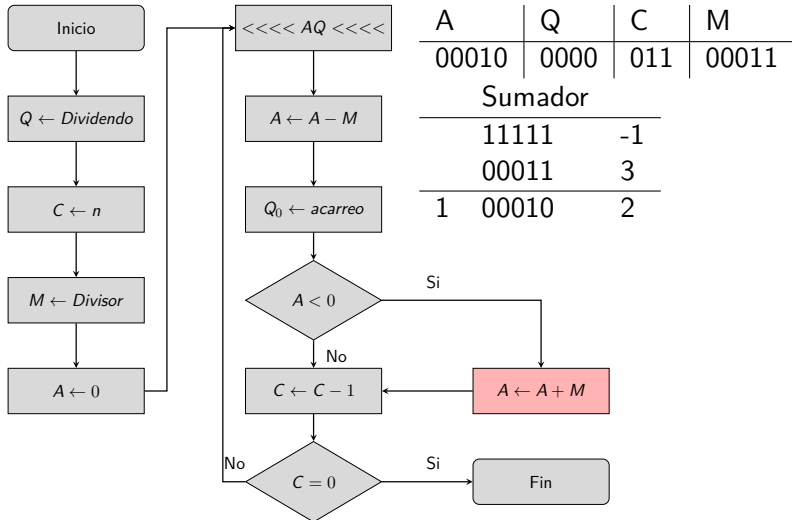 Inicio
Q ← Dividendo
C ← n
M ← Divisor
A ← 0
<<<< AQ <<<<
A ← A − M
Q₀ ← acarreo
A < 0
Si
No
C ← C − 1
A ← A + M
C = 0
No
Si
Fin
A Q C M
00010 0000 011 00011
Sumador
11111 -1
00011 3
1 00010 2